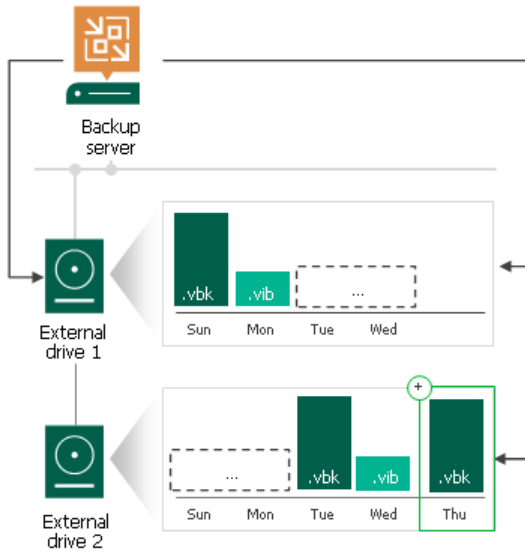 Backup
server
.vbk
.vib
...
Sun Mon Tue Wed
External
drive 1
+
...
.vbk
.vib
.vbk
Sun Mon Tue Wed Thu
External
drive 2